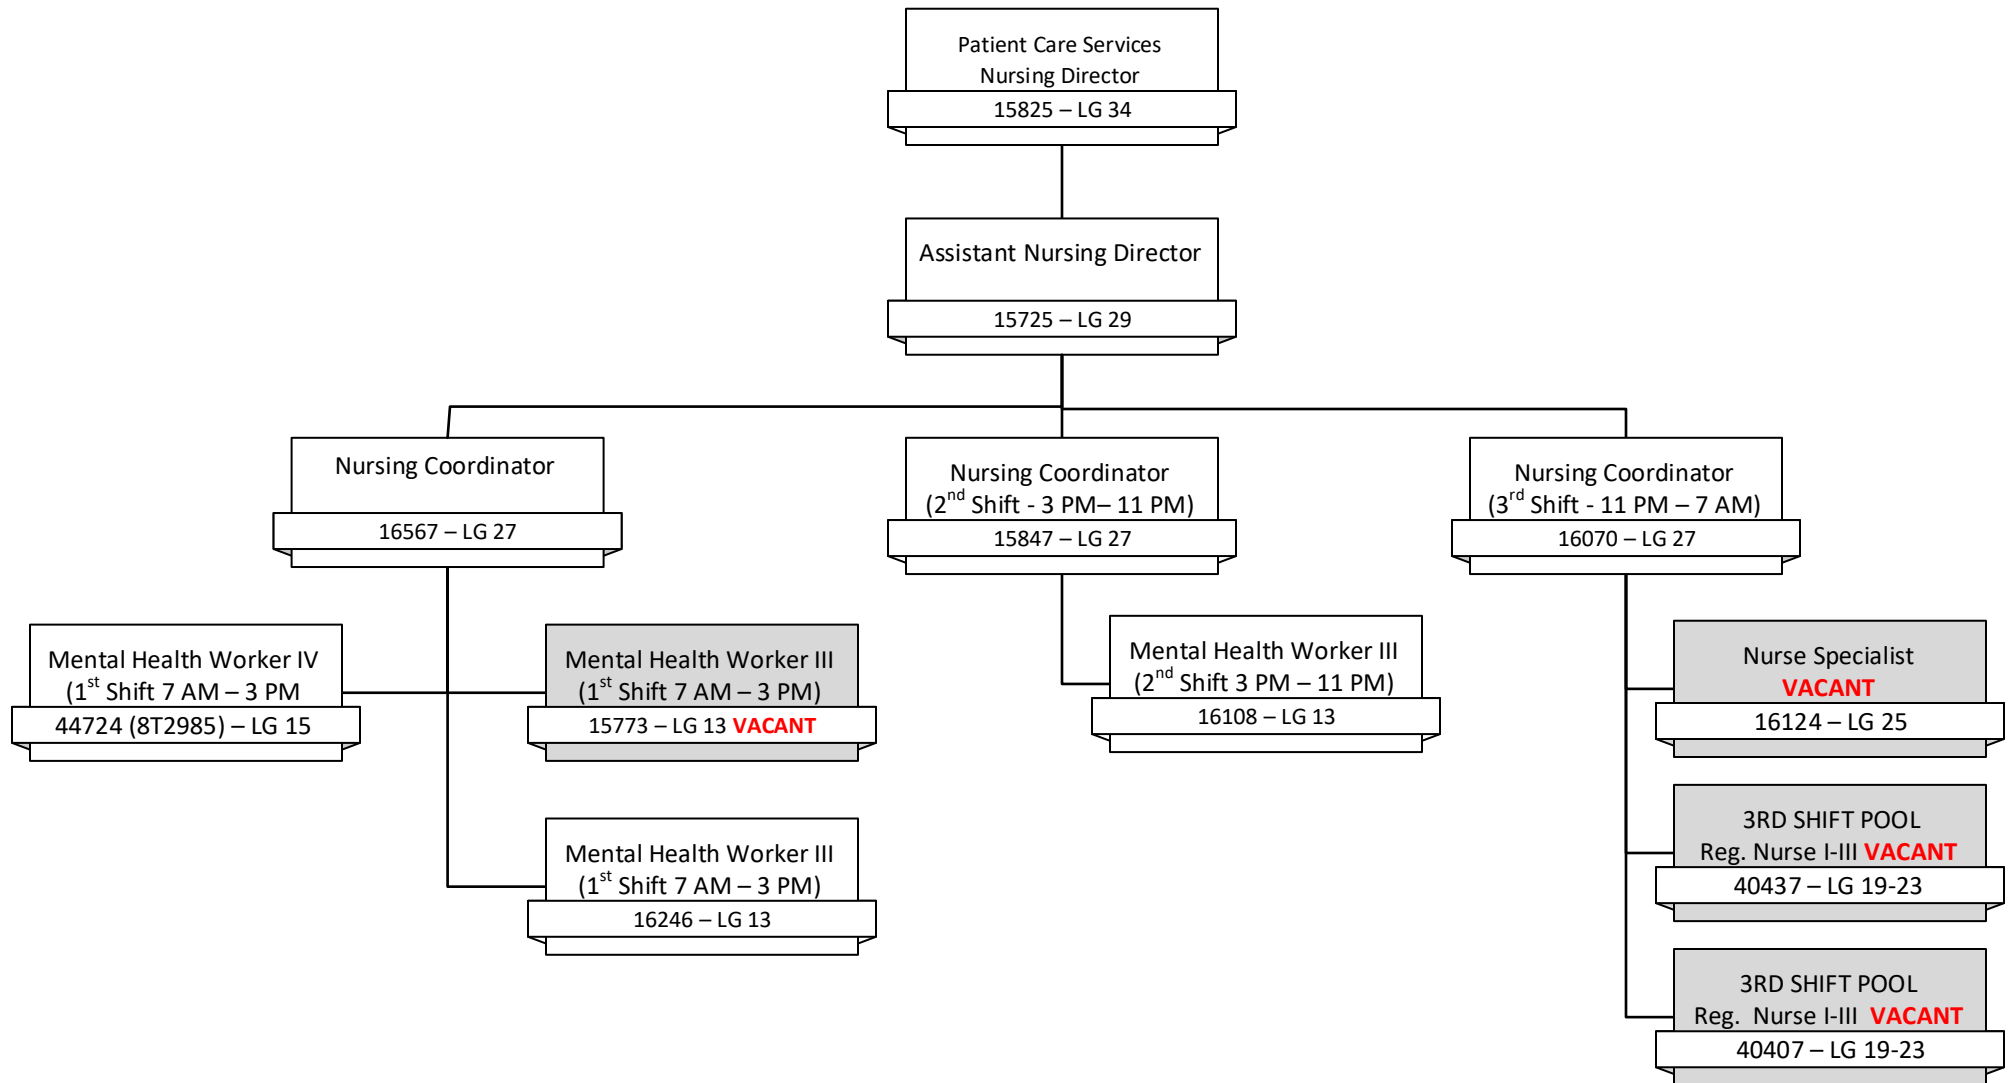 Patient Care Services
Nursing Director
15825 – LG 34
Assistant Nursing Director
15725 – LG 29
Nursing Coordinator
16567 – LG 27
Nursing Coordinator
(2nd Shift - 3 PM– 11 PM)
15847 – LG 27
Nursing Coordinator
(3rd Shift - 11 PM – 7 AM)
16070 – LG 27
Mental Health Worker IV
(1st Shift 7 AM – 3 PM
44724 (8T2985) – LG 15
Mental Health Worker III
(1st Shift 7 AM – 3 PM)
15773 – LG 13 VACANT
Mental Health Worker III
(1st Shift 7 AM – 3 PM)
16246 – LG 13
Mental Health Worker III
(2nd Shift 3 PM – 11 PM)
16108 – LG 13
Nurse Specialist
VACANT
16124 – LG 25
3RD SHIFT POOL
Reg. Nurse I-III VACANT
40437 – LG 19-23
3RD SHIFT POOL
Reg. Nurse I-III VACANT
40407 – LG 19-23